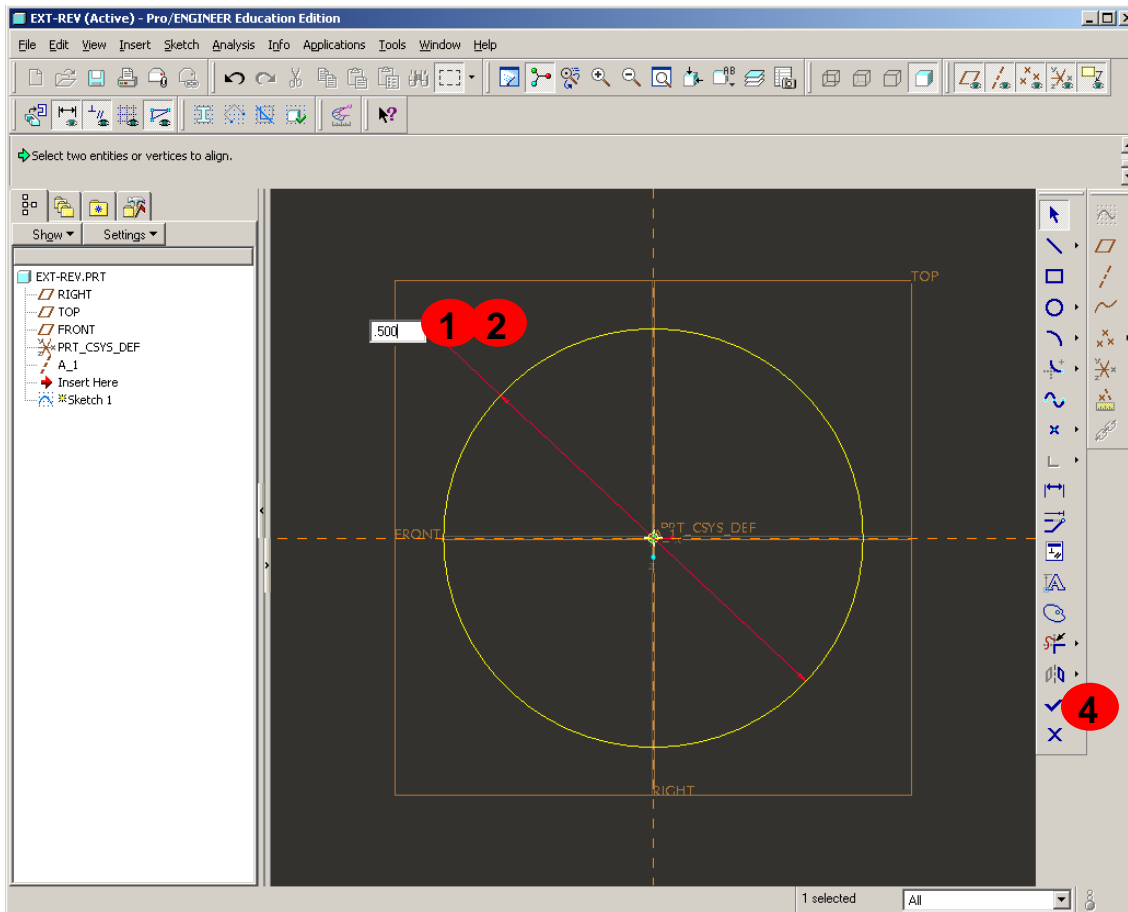 EXT-REV (Active) - Pro/ENGINEER Education Edition
File Edit View Insert Sketch Analysis Info Applications Tools Window Help
Select two entities or vertices to align.
Show Settings
EXT-REV.PRT
RIGHT
TOP
FRONT
PRT_CSYS_DEF
A_1
Insert Here
Sketch 1
TOP
.500
1 2
PRT_CSYS_DEF
FRONT
RIGHT
4
1 selected All